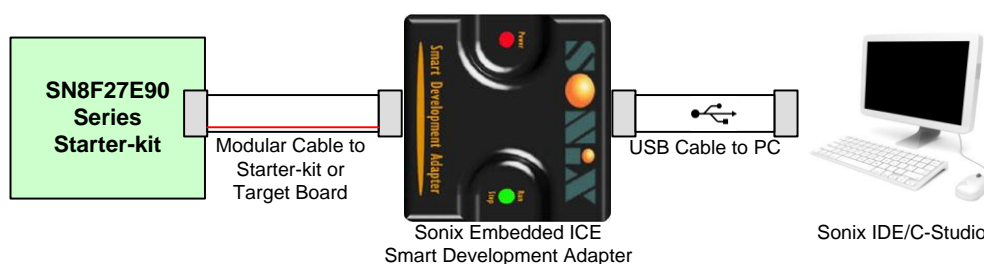 SN8F27E90
Series
Starter-kit
Modular Cable to
Starter-kit or
Target Board
Power
Smart Development Adapter
SONiX
Run
Stop
Sonix Embedded ICE
Smart Development Adapter
USB Cable to PC
Sonix IDE/C-Studio